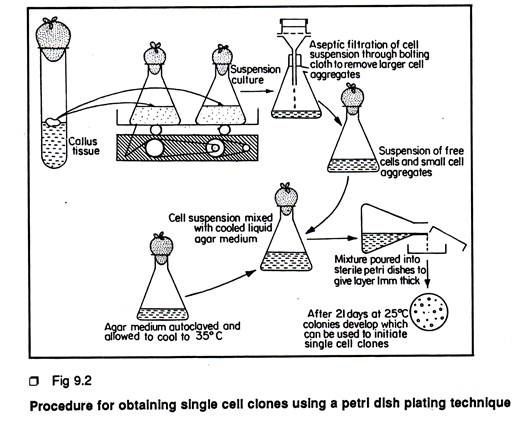 Callus
tissue
Suspension
culture
Aseptic filtration of cell
suspension through bolting
cloth to remove larger cell
aggregates
Suspension of free
cells and small cell
aggregates
Cell suspension mixed
with cooled liquid
agar medium
Agar medium autoclaved and
allowed to cool to 35°C
Mixture poured into
sterile petri dishes to
give layer 1mm thick
After 21 days at 25°C
colonies develop which
can be used to initiate
single cell clones
Fig 9.2
Procedure for obtaining single cell clones using a petri dish plating technique